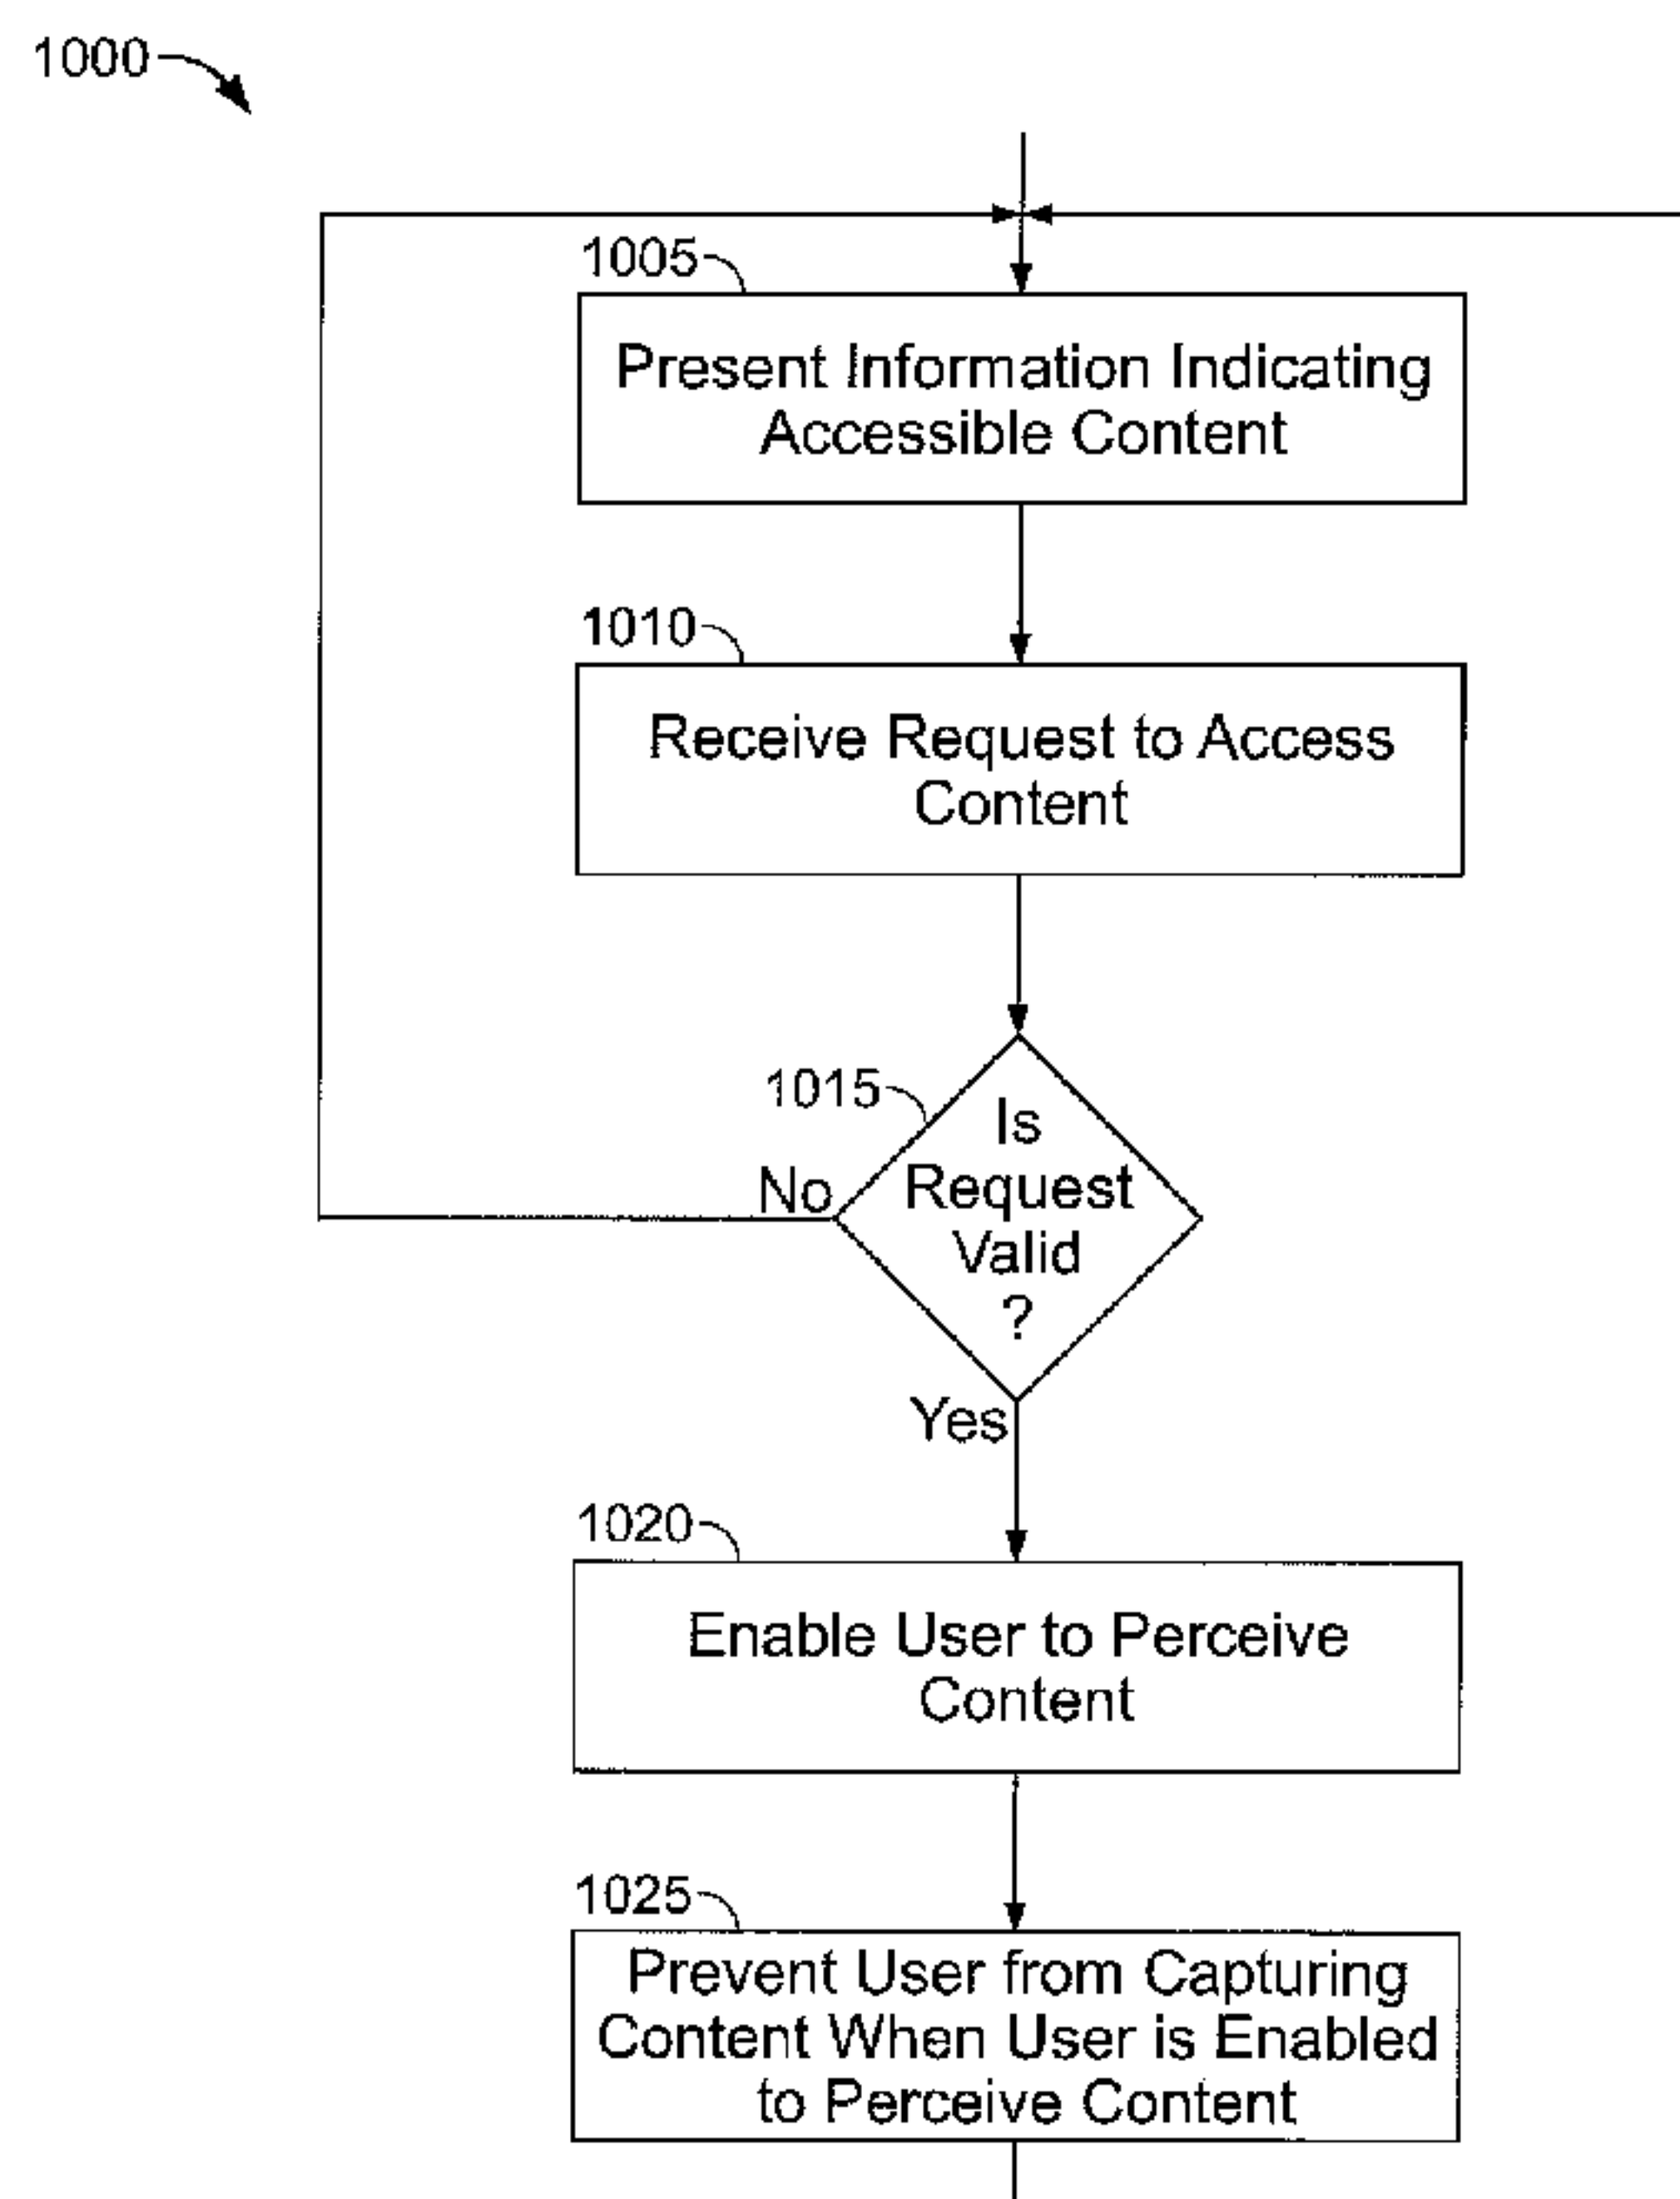 1000
1005
Present Information Indicating
Accessible Content
1010
Receive Request to Access
Content
1015
Is
Request
Valid
?
No
Yes
1020
Enable User to Perceive
Content
1025
Prevent User from Capturing
Content When User is Enabled
to Perceive Content